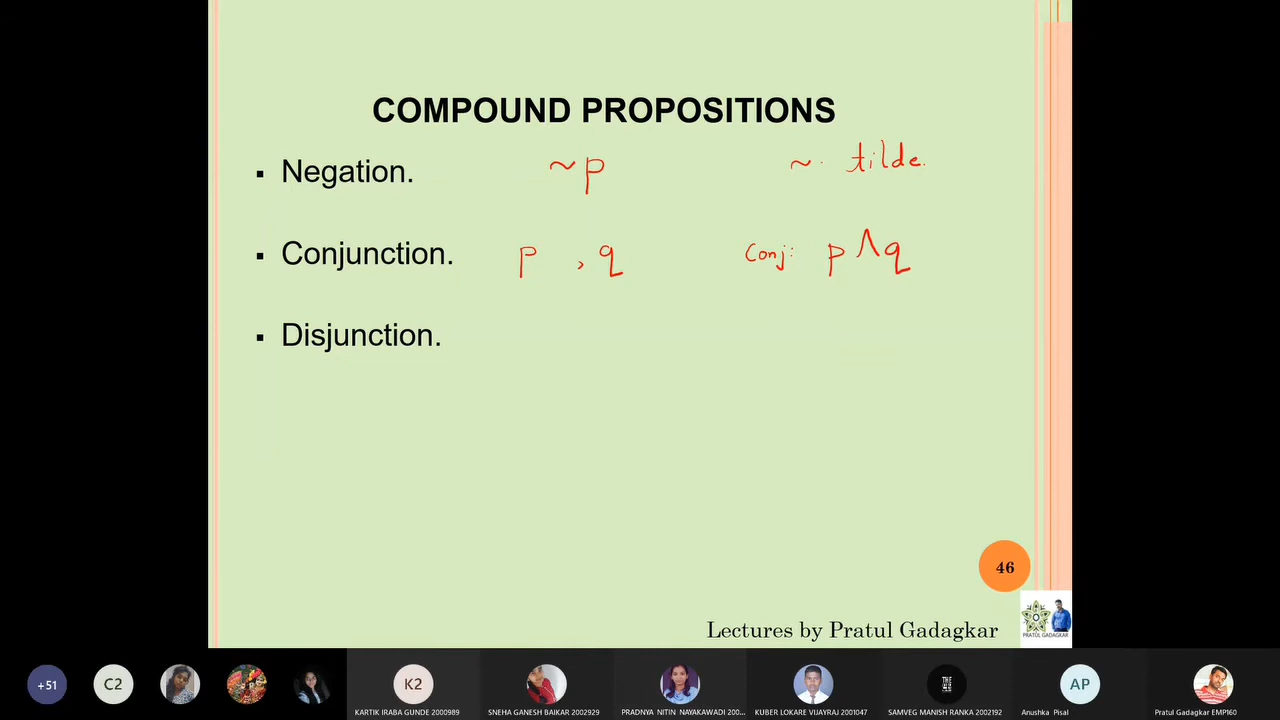 COMPOUND PROPOSITIONS
▪ Negation. ~p ~. tilde.
▪ Conjunction. p , q Conj: p ∧ q
▪ Disjunction.
46
Lectures by Pratul Gadagkar
PRATUL GADAGKAR
+51 C2 K2 AP
KARTIK IRABA GUNDE 2000989 SNEHA GANESH BAIKAR 2002929 PRADNYA NITIN NAYAKAWADI 200... KUBER LOKARE VIJAYRAJ 2001047 SAMVEG MANISH RANKA 2002192 Anushka Pisal Pratul Gadagkar EMP160